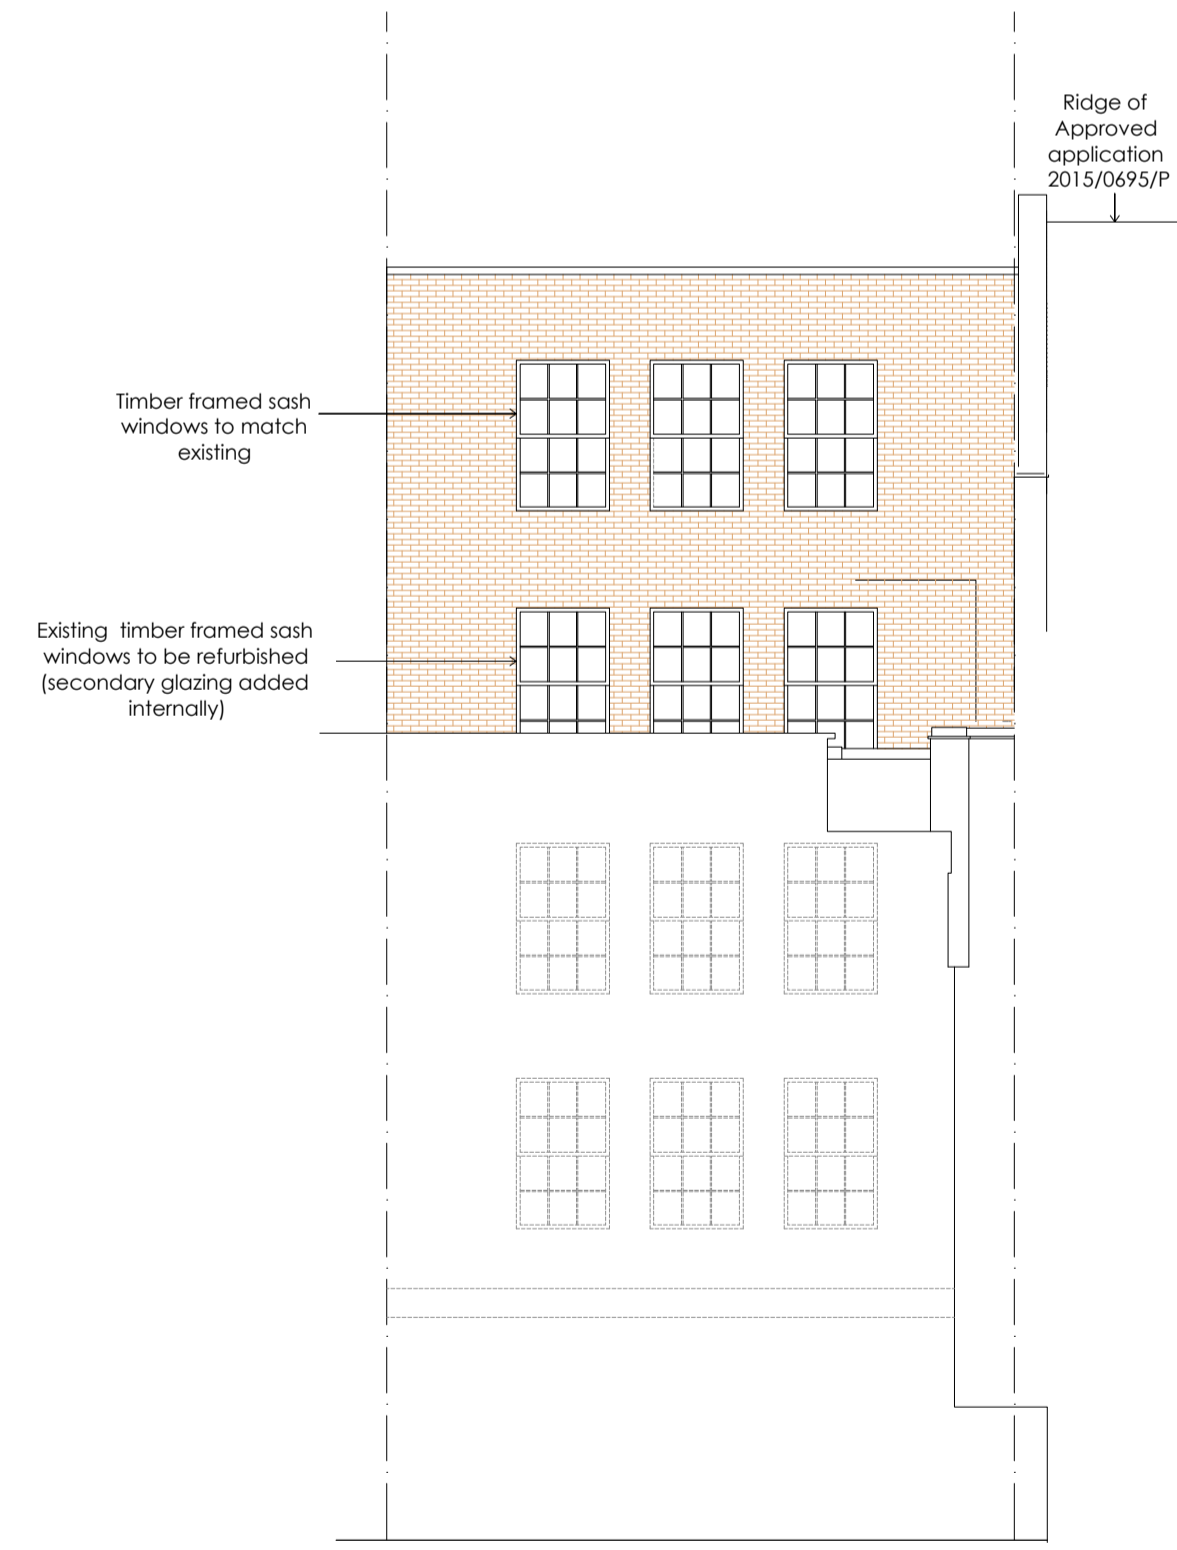 Ridge of
Approved
application
2015/0695/P
Timber framed sash
windows to match
existing
Existing timber framed sash
windows to be refurbished
(secondary glazing added
internally)